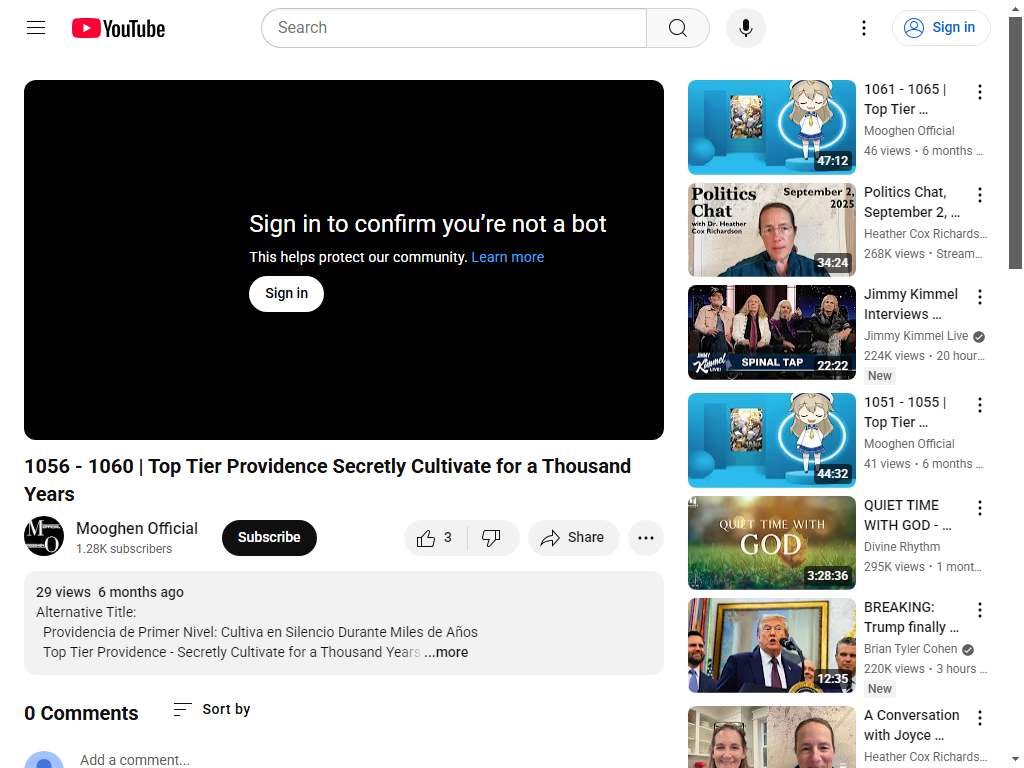 YouTube
Search
Sign in
Sign in to confirm you’re not a bot
This helps protect our community. Learn more
Sign in
1056 - 1060 | Top Tier Providence Secretly Cultivate for a Thousand
Years
Mooghen Official
1.28K subscribers
Subscribe
3
Share
29 views 6 months ago
Alternative Title:
Providencia de Primer Nivel: Cultiva en Silencio Durante Miles de Años
Top Tier Providence - Secretly Cultivate for a Thousand Years ...more
0 Comments
Sort by
Add a comment...
47:12
1061 - 1065 |
Top Tier ...
Mooghen Official
46 views • 6 months ...
Politics
Chat
with Dr. Heather
Cox Richardson
September 2,
2025
34:24
Politics Chat,
September 2, ...
Heather Cox Richards...
268K views • Stream...
JIMMY
Kimmel
LIVE!
SPINAL TAP
22:22
Jimmy Kimmel
Interviews ...
Jimmy Kimmel Live
224K views • 20 hour...
New
44:32
1051 - 1055 |
Top Tier ...
Mooghen Official
41 views • 6 months ...
QUIET TIME WITH
GOD
3:28:36
QUIET TIME
WITH GOD - ...
Divine Rhythm
295K views • 1 mont...
12:35
BREAKING:
Trump finally ...
Brian Tyler Cohen
220K views • 3 hours ...
New
A Conversation
with Joyce ...
Heather Cox Richards...